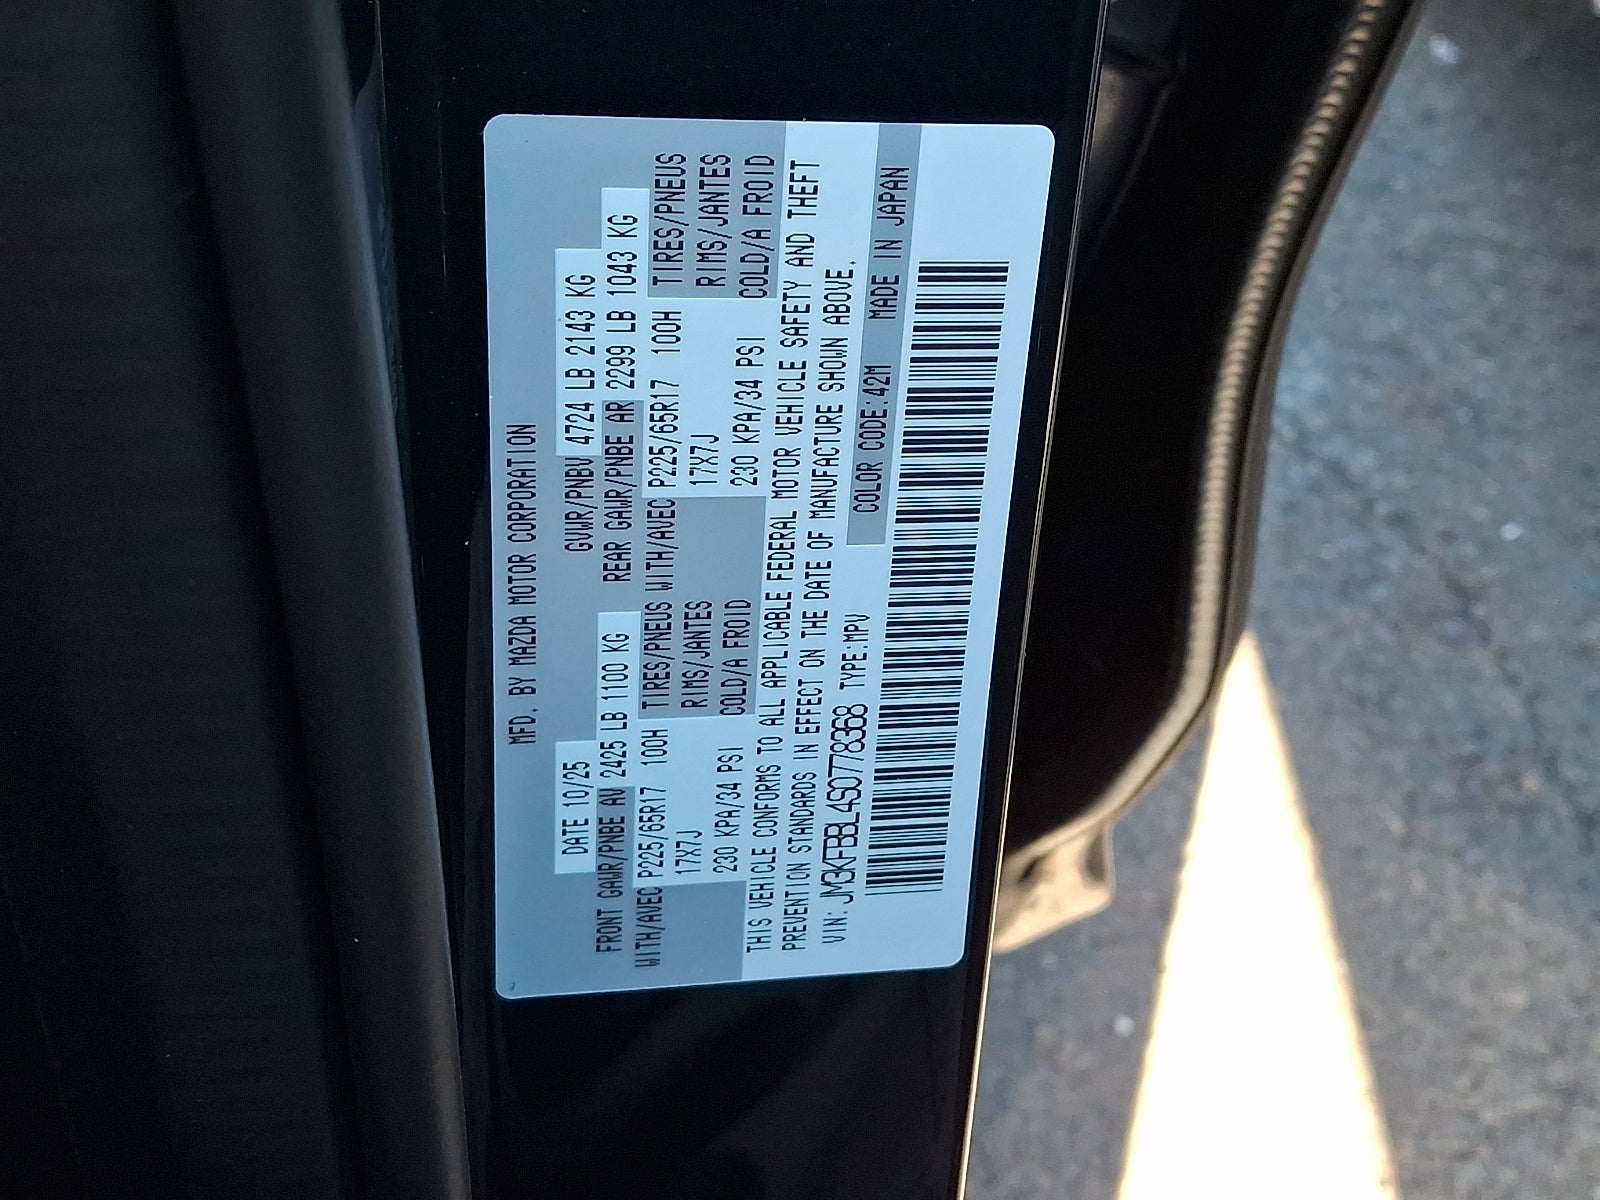 MFD. BY MAZDA MOTOR CORPORATION
DATE 10/25 GVWR/PNBV 4724 LB 2143 KG
FRONT GAWR/PNBE AV 2425 LB 1100 KG REAR GAWR/PNBE AR 2299 LB 1043 KG
WITH/AVEC P225/65R17 100H TIRES/PNEUS WITH/AVEC P225/65R17 100H TIRES/PNEUS
17X7J RIMS/JANTES 17X7J RIMS/JANTES
230 KPA/34 PSI COLD/A FROID 230 KPA/34 PSI COLD/A FROID
THIS VEHICLE CONFORMS TO ALL APPLICABLE FEDERAL MOTOR VEHICLE SAFETY AND THEFT
PREVENTION STANDARDS IN EFFECT ON THE DATE OF MANUFACTURE SHOWN ABOVE.
VIN: JM3KFBBL4S0778368 TYPE:MPV COLOR CODE:42M MADE IN JAPAN